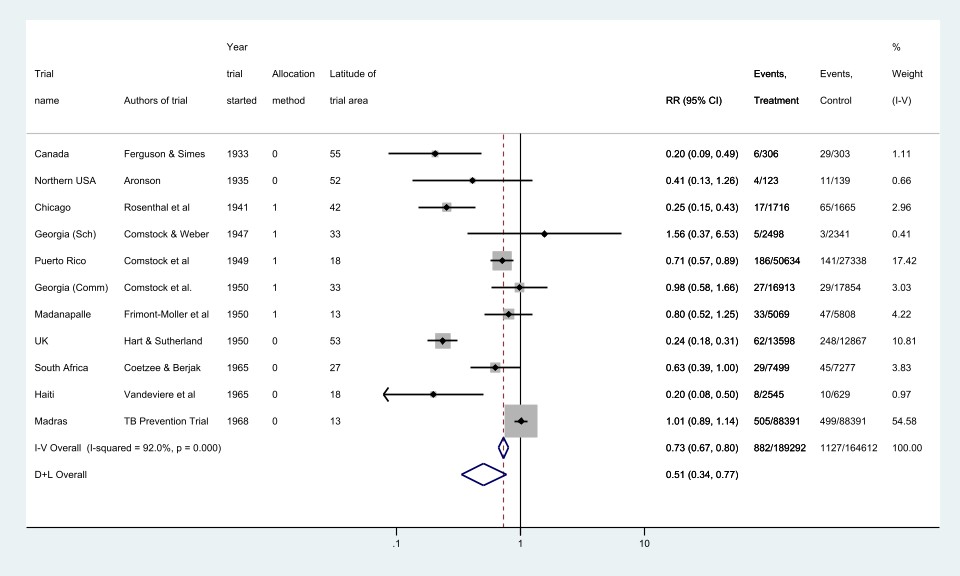 Year %
Trial trial Allocation Latitude of Events, Events, Weight
name Authors of trial started method trial area RR (95% CI) Treatment Control (I-V)
Canada Ferguson & Simes 1933 0 55 0.20 (0.09, 0.49) 6/306 29/303 1.11
Northern USA Aronson 1935 0 52 0.41 (0.13, 1.26) 4/123 11/139 0.66
Chicago Rosenthal et al 1941 1 42 0.25 (0.15, 0.43) 17/1716 65/1665 2.96
Georgia (Sch) Comstock & Weber 1947 1 33 1.56 (0.37, 6.53) 5/2498 3/2341 0.41
Puerto Rico Comstock et al 1949 1 18 0.71 (0.57, 0.89) 186/50634 141/27338 17.42
Georgia (Comm) Comstock et al. 1950 1 33 0.98 (0.58, 1.66) 27/16913 29/17854 3.03
Madanapalle Frimont-Moller et al 1950 1 13 0.80 (0.52, 1.25) 33/5069 47/5808 4.22
UK Hart & Sutherland 1950 0 53 0.24 (0.18, 0.31) 62/13598 248/12867 10.81
South Africa Coetzee & Berjak 1965 0 27 0.63 (0.39, 1.00) 29/7499 45/7277 3.83
Haiti Vandeviere et al 1965 0 18 0.20 (0.08, 0.50) 8/2545 10/629 0.97
Madras TB Prevention Trial 1968 0 13 1.01 (0.89, 1.14) 505/88391 499/88391 54.58
I-V Overall (I-squared = 92.0%, p = 0.000) 0.73 (0.67, 0.80) 882/189292 1127/164612 100.00
D+L Overall 0.51 (0.34, 0.77)
.1 1 10